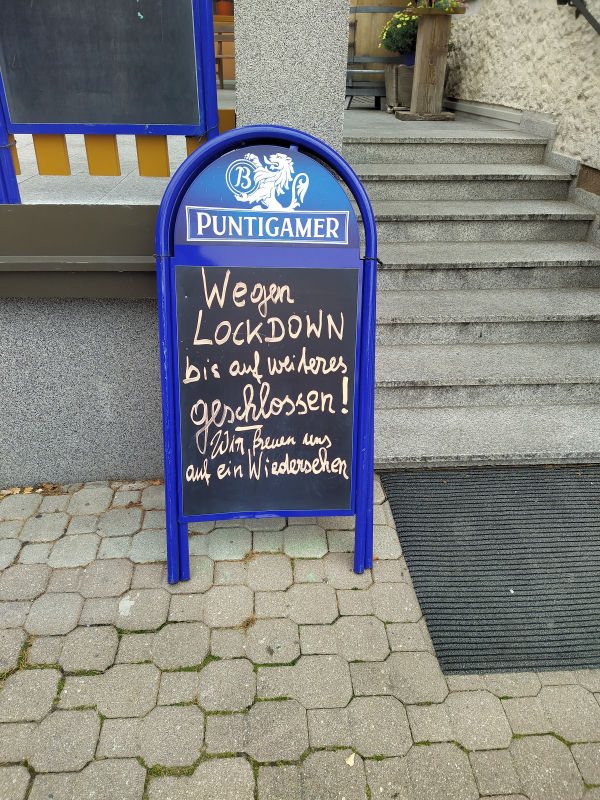 B
PUNTIGAMER
Wegen
LOCKDOWN
bis auf weiteres
geschlossen!
Wir freuen uns
auf ein Wiedersehen